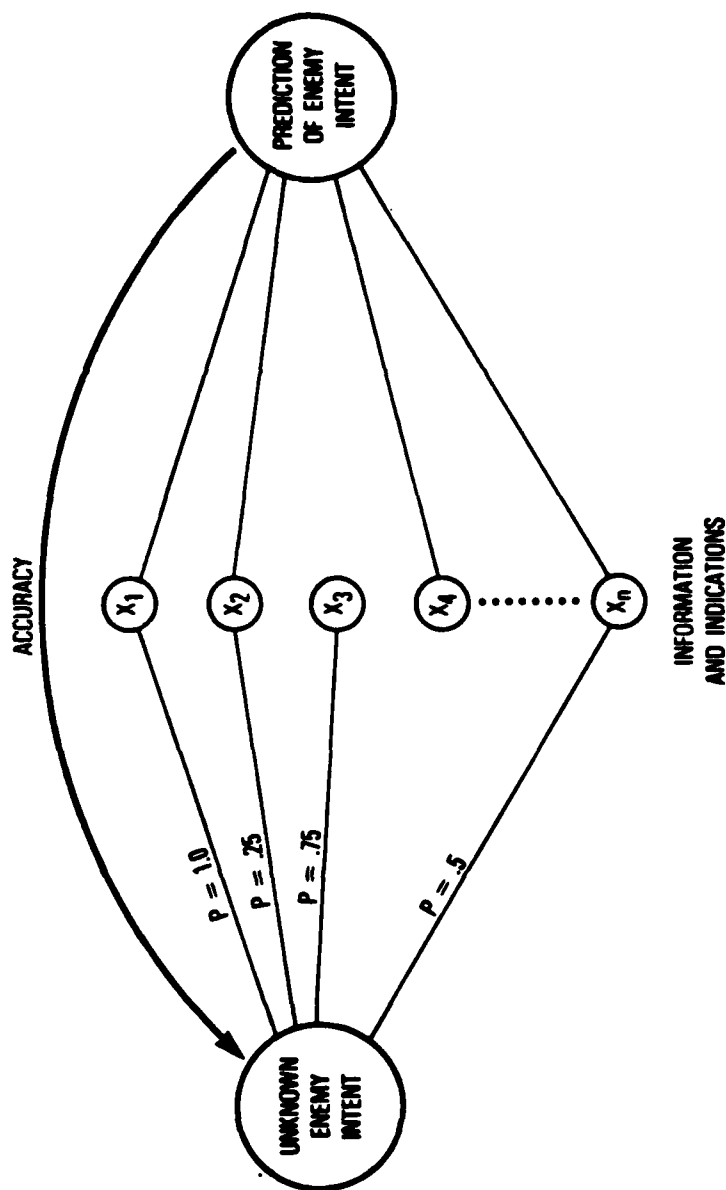 ACCURACY
UNKNOWN
ENEMY
INTENT
P = 1.0
P = .25
P = .75
P = .5
X1
X2
X3
X4
Xn
PREDICTION
OF ENEMY
INTENT
INFORMATION
AND INDICATIONS